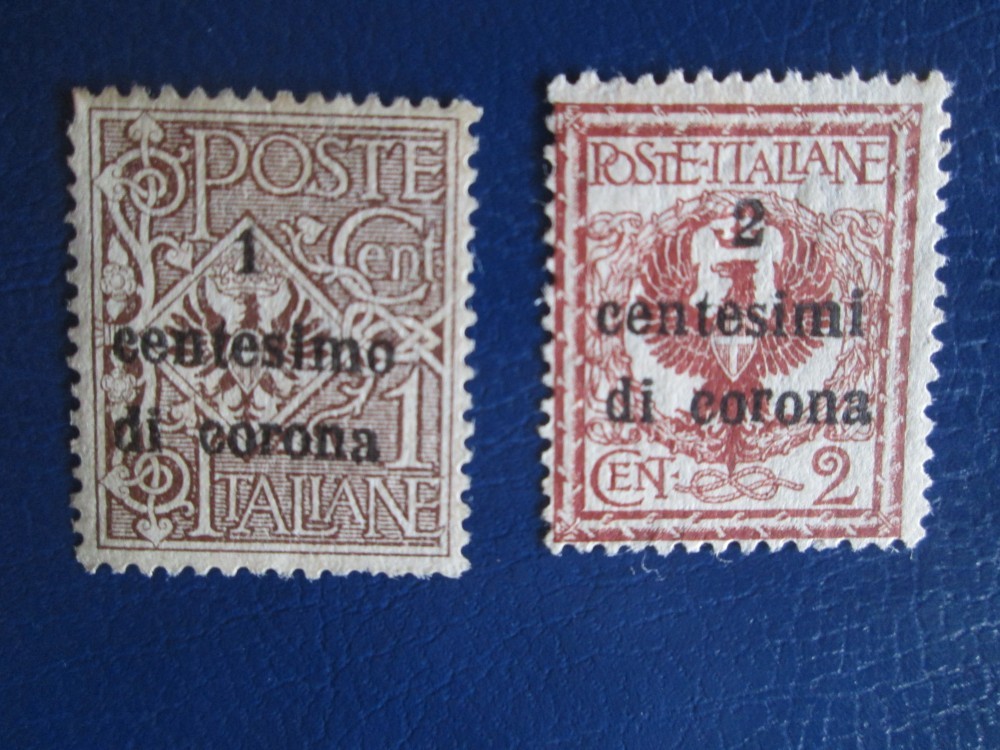 POSTE
Cent.
1
centesimo
di corona
1
ITALIANE
POSTE·ITALIANE
2
centesimi
di corona
CENT· 2